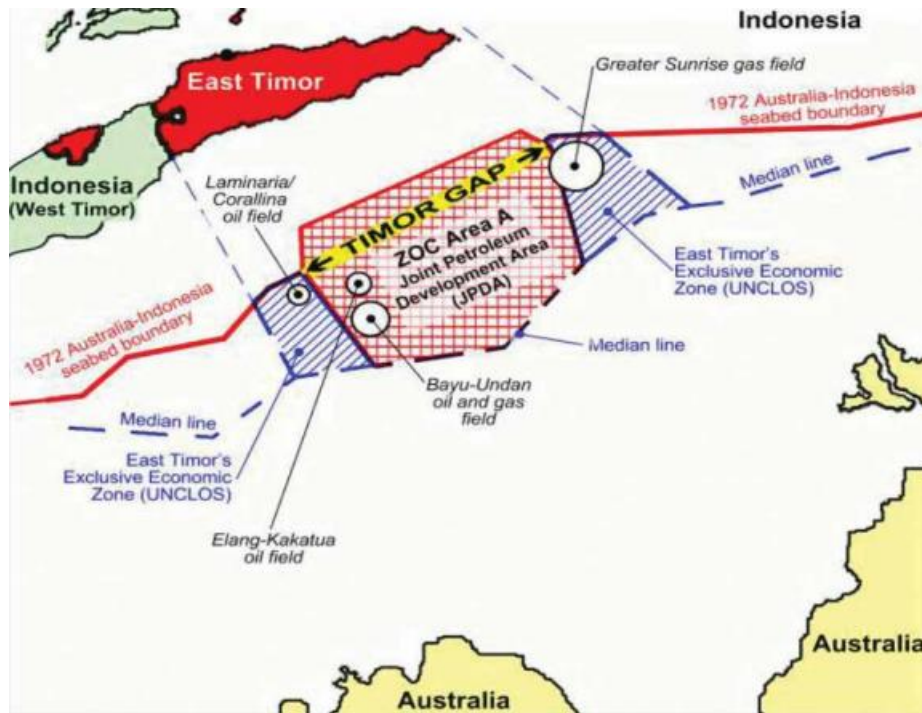 Indonesia
East Timor
Greater Sunrise gas field
1972 Australia-Indonesia
seabed boundary
Indonesia
(West Timor)
Laminaria/
Corallina
oil field
TIMOR GAP
Median line
ZOC Area A
Joint Petroleum
Development Area
(JPDA)
East Timor's
Exclusive Economic
Zone (UNCLOS)
1972 Australia-Indonesia
seabed boundary
Median line
Bayu-Undan
oil and gas
field
Median line
East Timor's
Exclusive Economic
Zone (UNCLOS)
Elang-Kakatua
oil field
Australia
Australia